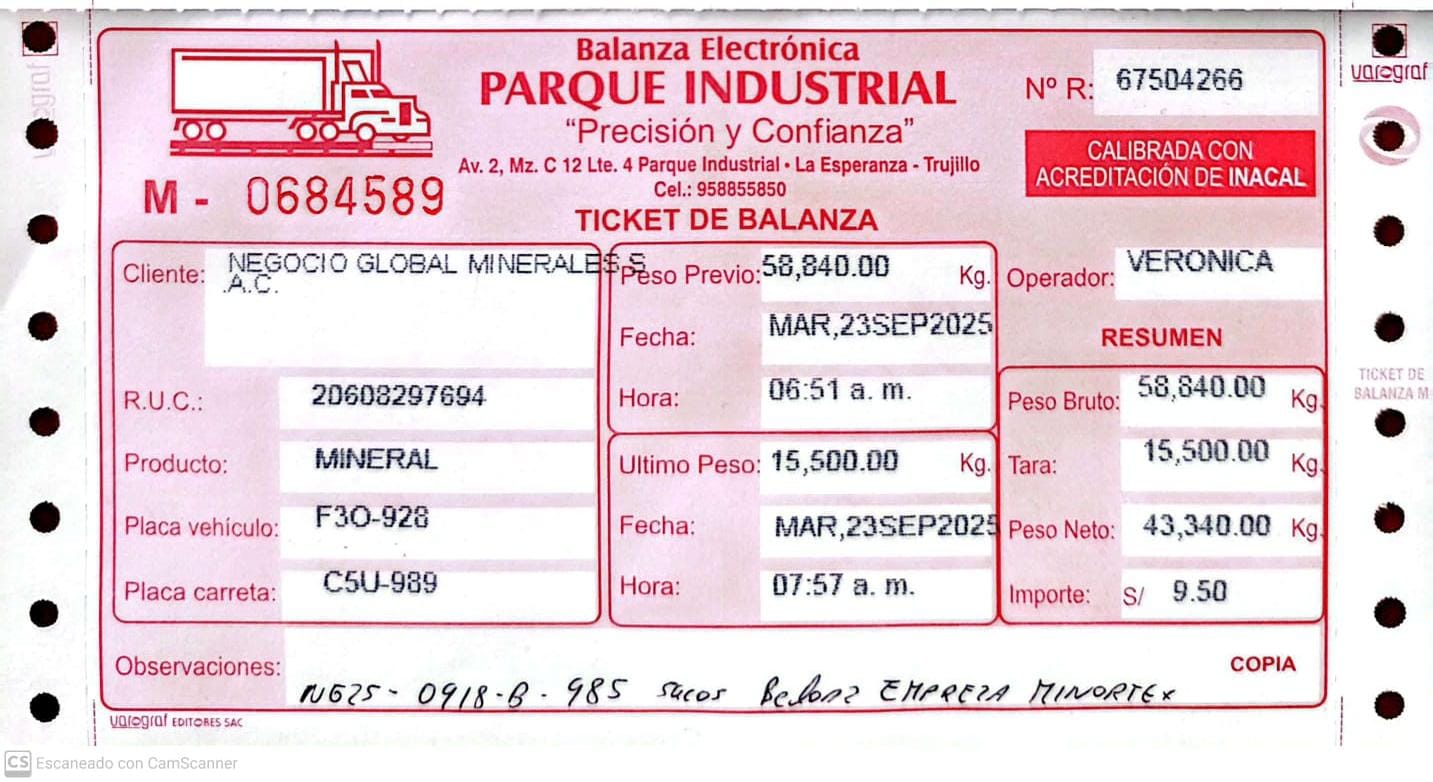 Balanza Electrónica
PARQUE INDUSTRIAL
“Precisión y Confianza”
Av. 2, Mz. C 12 Lte. 4 Parque Industrial • La Esperanza - Trujillo
Cel.: 958855850
Nº R: 67504266
CALIBRADA CON
ACREDITACIÓN DE INACAL
M - 0684589
TICKET DE BALANZA
Cliente: NEGOCIO GLOBAL MINERALES S
.A.C.
R.U.C.: 20608297694
Producto: MINERAL
Placa vehículo: F3O-928
Placa carreta: C5U-989
Peso Previo: 58,840.00 Kg.
Fecha: MAR,23SEP2025
Hora: 06:51 a. m.
Ultimo Peso: 15,500.00 Kg.
Fecha: MAR,23SEP2025
Hora: 07:57 a. m.
Operador: VERONICA
RESUMEN
Peso Bruto: 58,840.00 Kg.
Tara: 15,500.00 Kg.
Peso Neto: 43,340.00 Kg.
Importe: S/ 9.50
Observaciones: NG25 - 0918-B - 985 sacos EMPREZA MINORTEX
COPIA
varograf EDITORES SAC
varograf
TICKET DE
BALANZA M
CS Escaneado con CamScanner